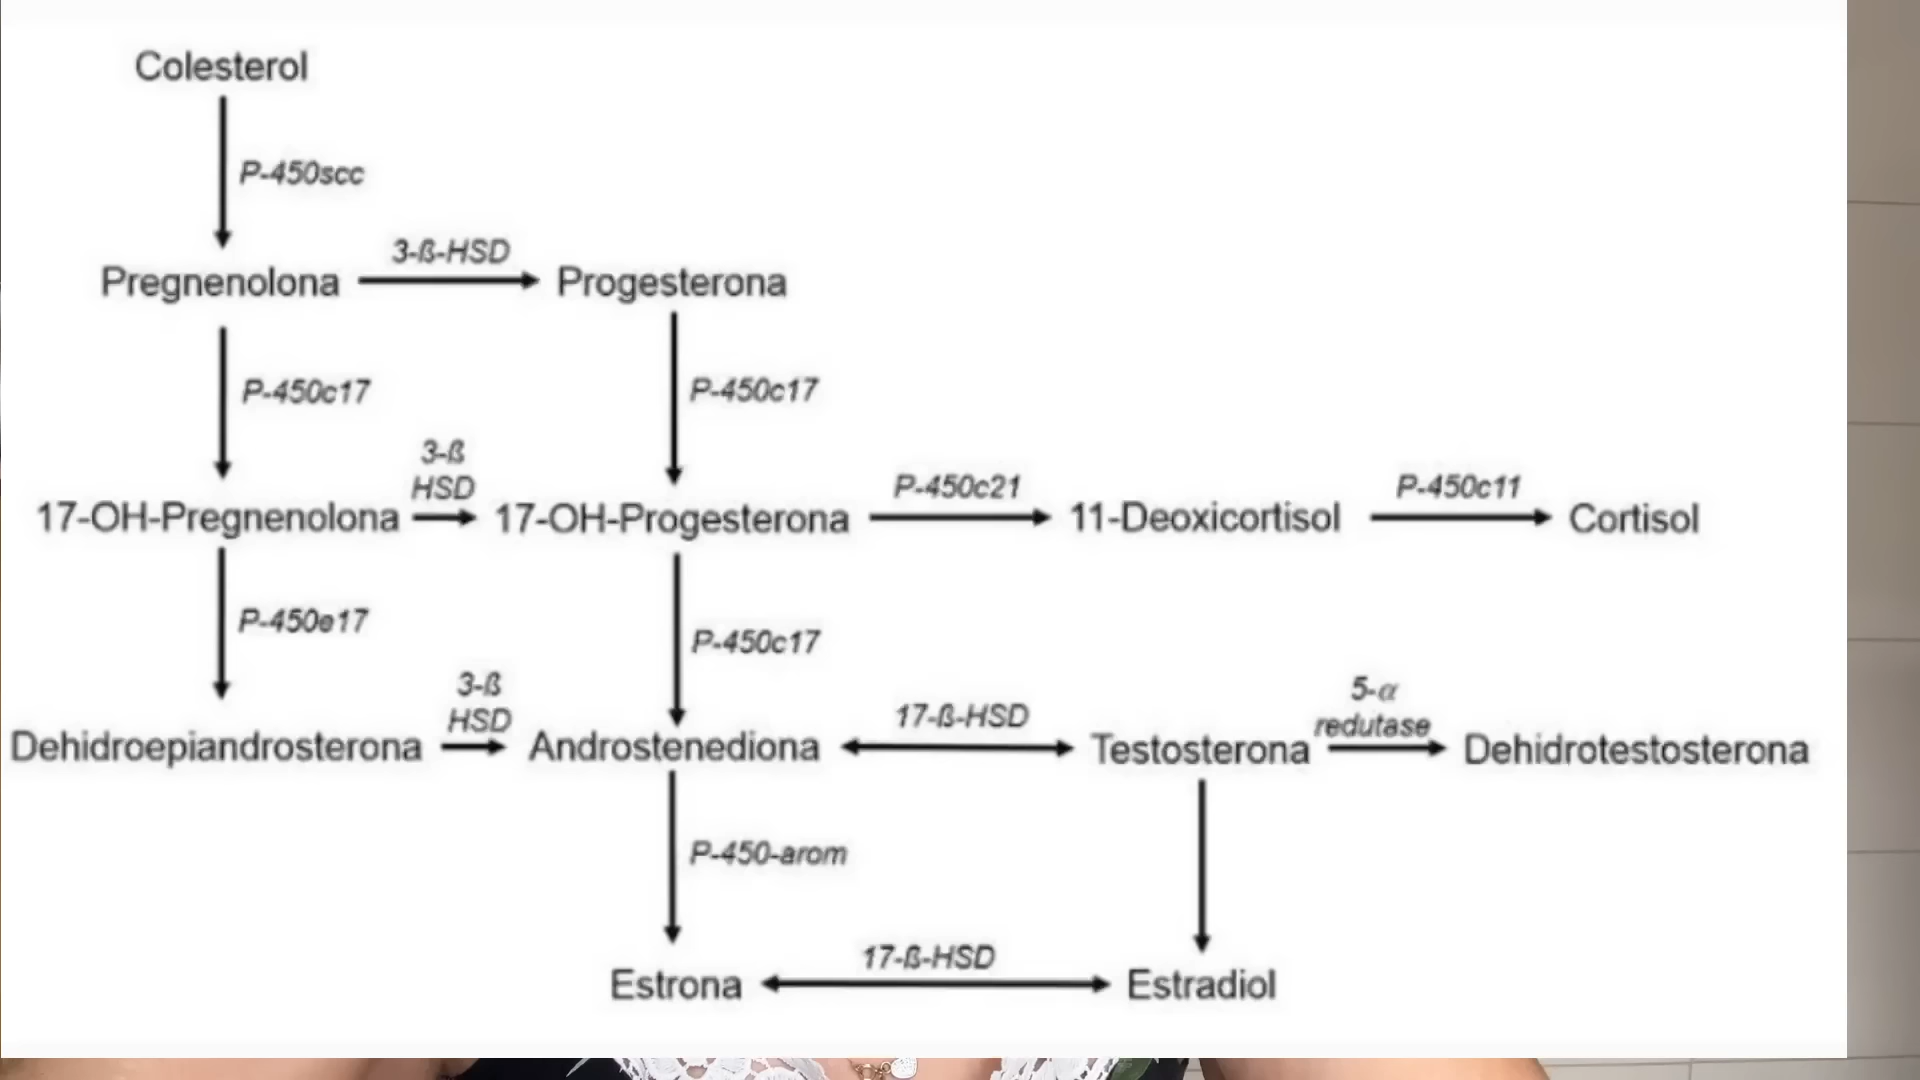 Colesterol
P-450scc
3-ß-HSD
Pregnenolona
Progesterona
P-450c17
P-450c17
3-ß
HSD
P-450c21
P-450c11
17-OH-Pregnenolona
17-OH-Progesterona
11-Deoxicortisol
Cortisol
P-450e17
P-450c17
3-ß
HSD
17-ß-HSD
5-α
redutase
Dehidroepiandrosterona
Androstenediona
Testosterona
Dehidrotestosterona
P-450-arom
17-ß-HSD
Estrona
Estradiol